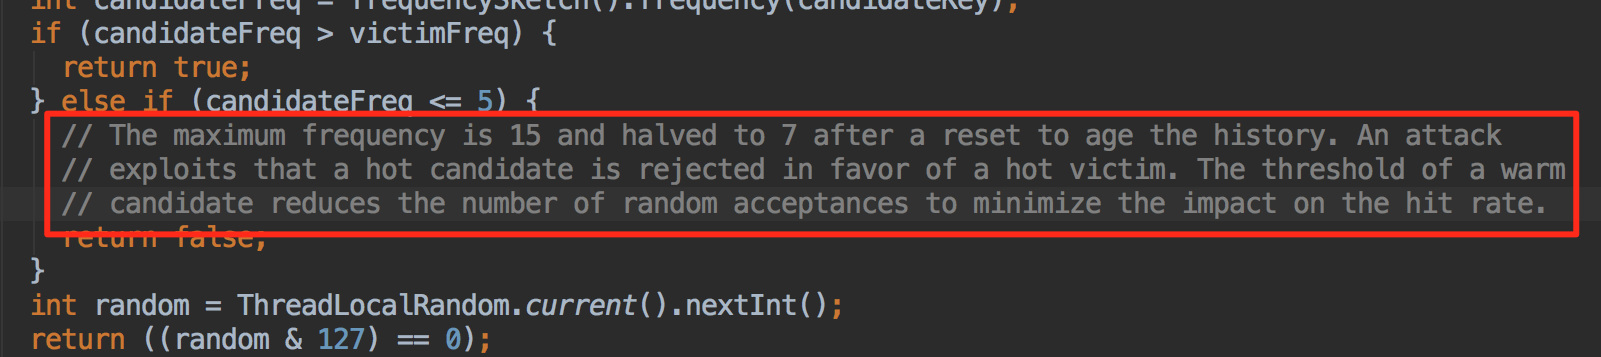 int candidateFreq = frequencySketch().frequency(candidateKey);
if (candidateFreq > victimFreq) {
return true;
} else if (candidateFreq <= 5) {
// The maximum frequency is 15 and halved to 7 after a reset to age the history. An attack
// exploits that a hot candidate is rejected in favor of a hot victim. The threshold of a warm
// candidate reduces the number of random acceptances to minimize the impact on the hit rate.
return false;
}
int random = ThreadLocalRandom.current().nextInt();
return ((random & 127) == 0);